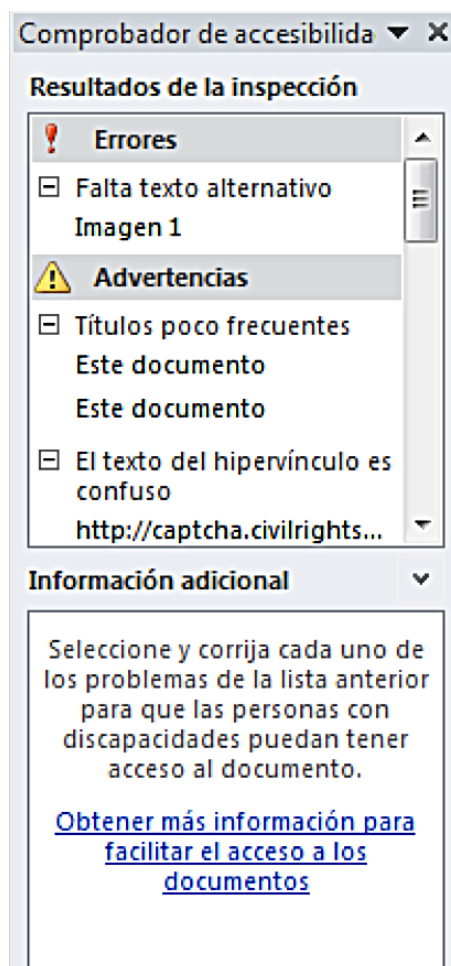 Comprobador de accesibilida
Resultados de la inspección
Errores
Falta texto alternativo
Imagen 1
Advertencias
Títulos poco frecuentes
Este documento
Este documento
El texto del hipervínculo es
confuso
http://captcha.civilrights...
Información adicional
Seleccione y corrija cada uno de
los problemas de la lista anterior
para que las personas con
discapacidades puedan tener
acceso al documento.
Obtener más información para
facilitar el acceso a los
documentos